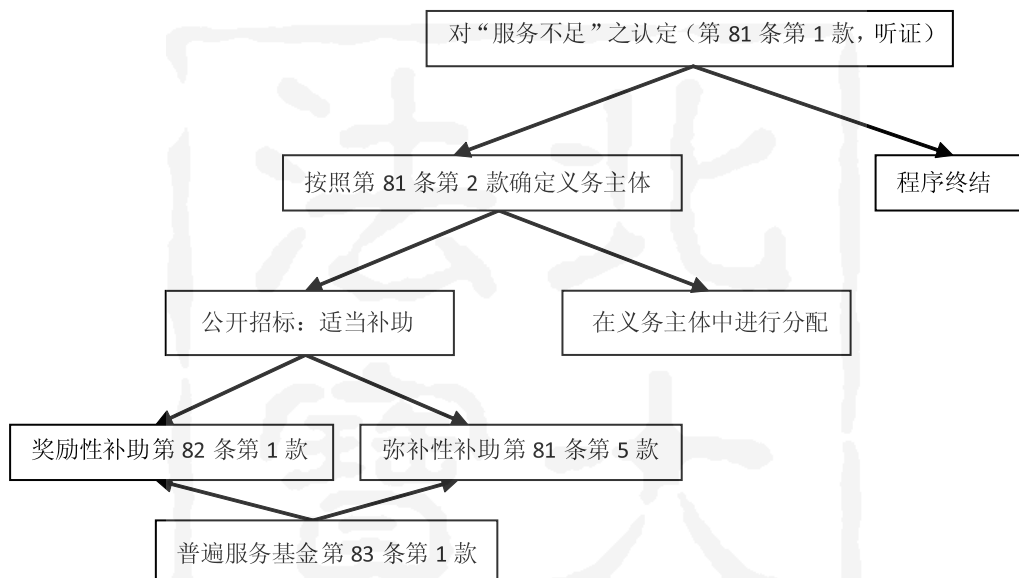 对“服务不足”之认定（第 81 条第 1 款，听证）
按照第 81 条第 2 款确定义务主体
程序终结
公开招标：适当补助
在义务主体中进行分配
奖励性补助第 82 条第 1 款
弥补性补助第 81 条第 5 款
普遍服务基金第 83 条第 1 款